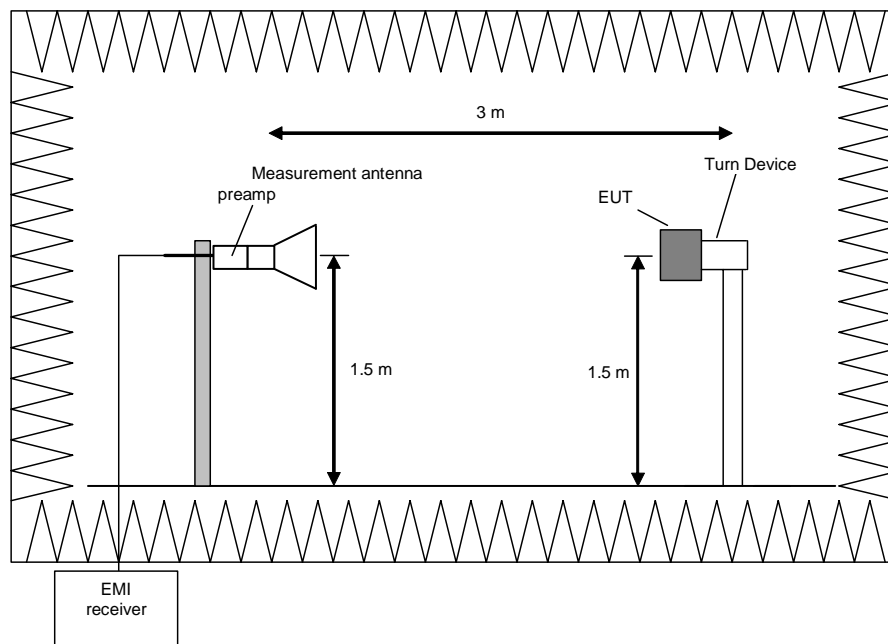 3 m
Measurement antenna
preamp
Turn Device
EUT
1.5 m
1.5 m
EMI
receiver